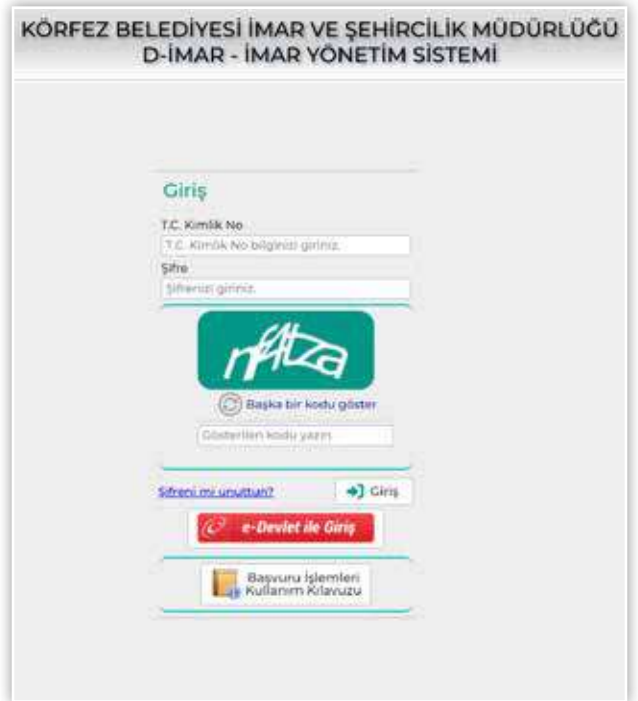 KÖRFEZ BELEDİYESİ İMAR VE ŞEHİRCİLİK MÜDÜRLÜĞÜ
D-İMAR - İMAR YÖNETİM SİSTEMİ
Giriş
T.C. Kimlik No
T.C. Kimlik No bilginizi giriniz.
Şifre
Şifrenizi giriniz.
Başka bir kodu göster
Gösterilen kodu yazın
Şifreni mi unuttun?
Giriş
e-Devlet ile Giriş
Başvuru İşlemleri
Kullanım Kılavuzu